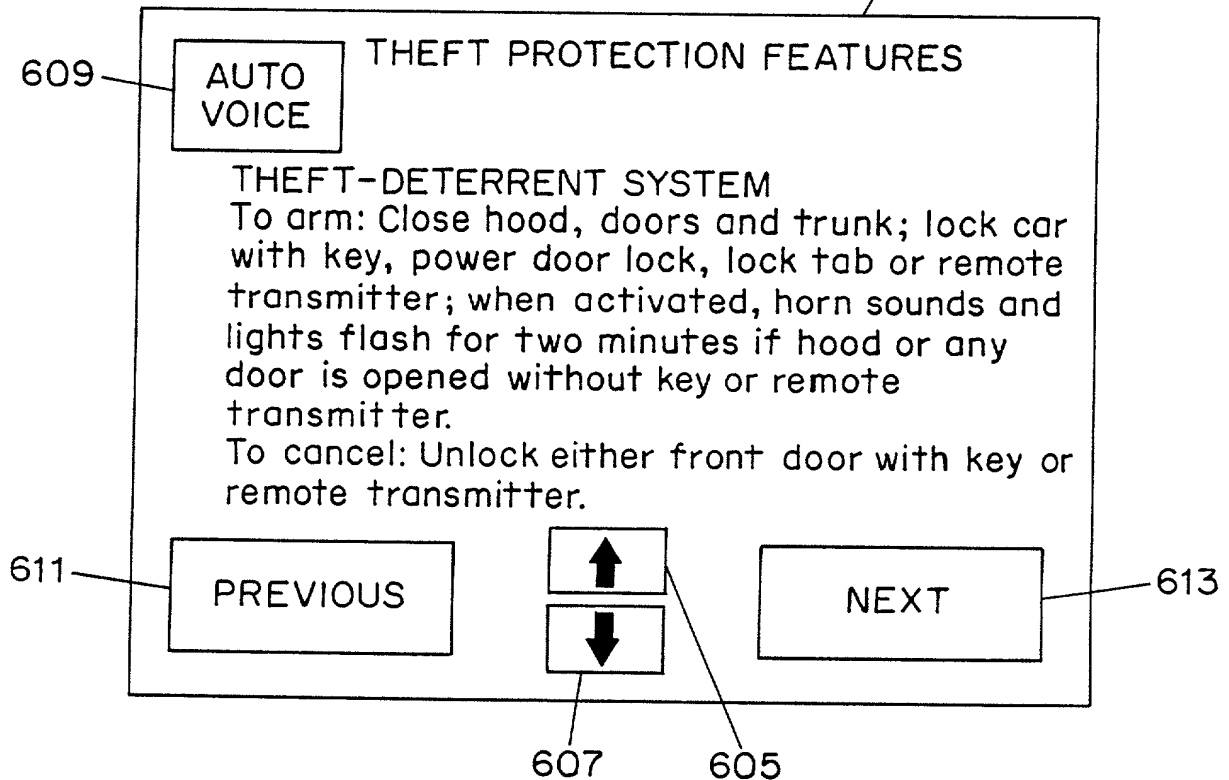 THEFT PROTECTION FEATURES
609
AUTO
VOICE
THEFT-DETERRENT SYSTEM
To arm: Close hood, doors and trunk; lock car
with key, power door lock, lock tab or remote
transmitter; when activated, horn sounds and
lights flash for two minutes if hood or any
door is opened without key or remote
transmitter.
To cancel: Unlock either front door with key or
remote transmitter.
611
PREVIOUS
NEXT
613
607
605